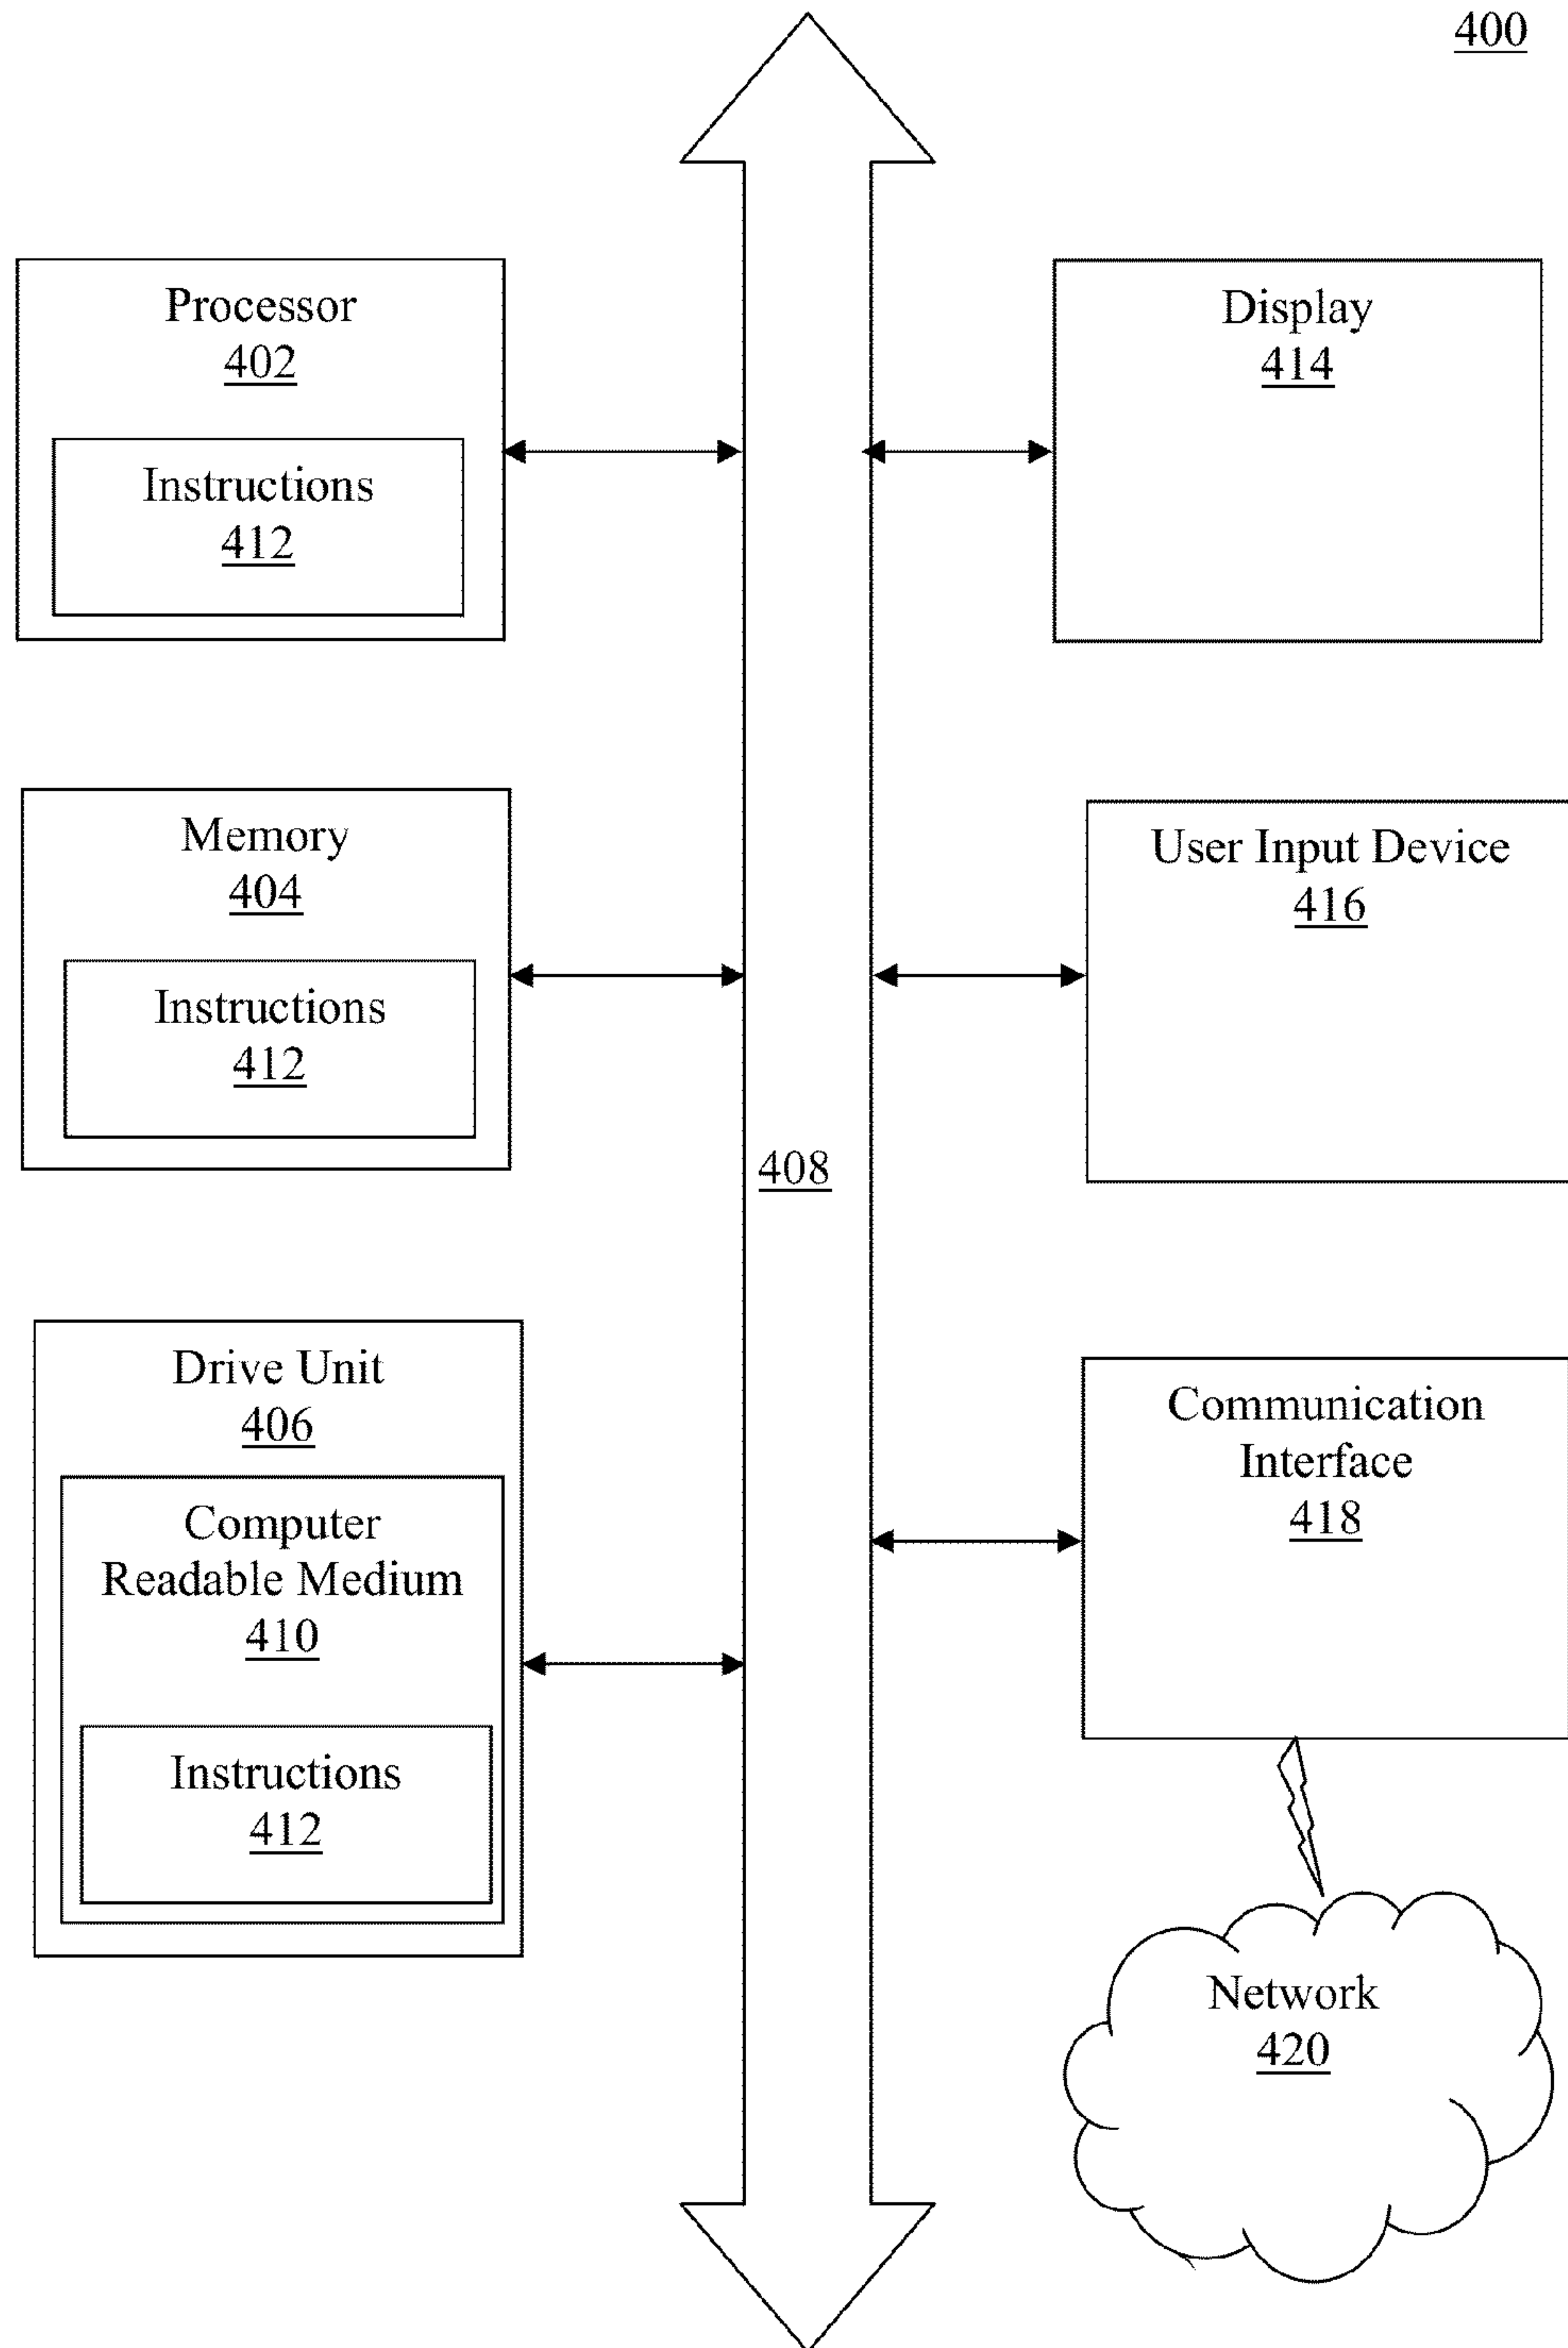 400
Processor
402
Instructions
412
Memory
404
Instructions
412
Drive Unit
406
Computer
Readable Medium
410
Instructions
412
408
Display
414
User Input Device
416
Communication
Interface
418
Network
420